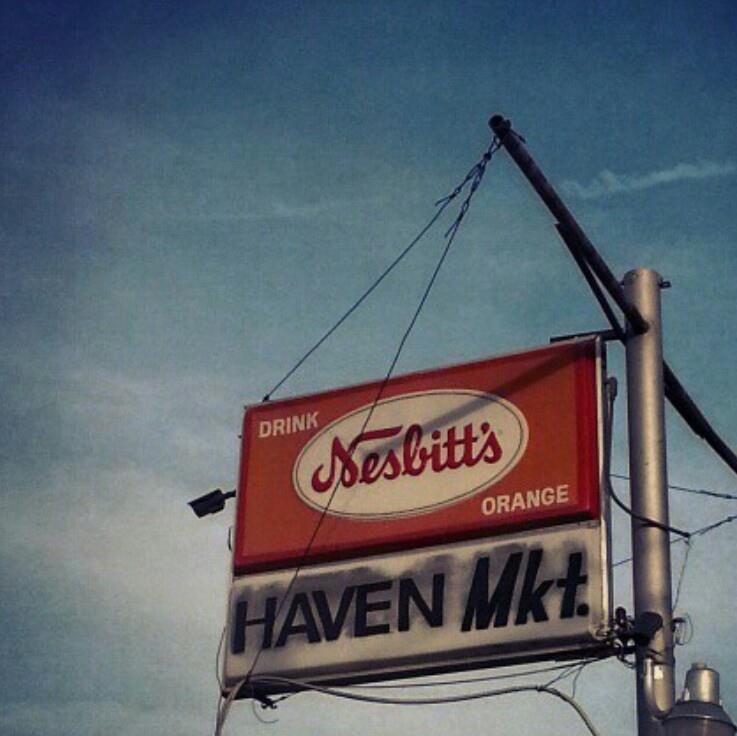 DRINK
Nesbitt's
ORANGE
HAVEN Mkt.